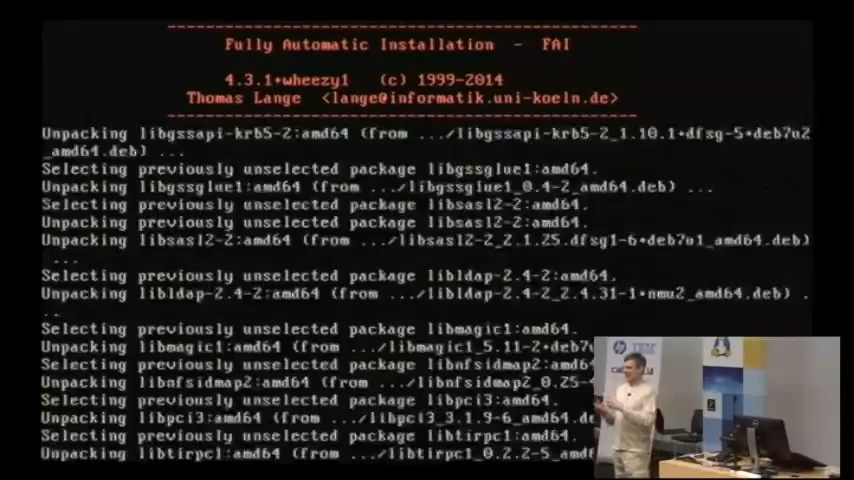 Fully Automatic Installation - FAI
4.3.1+wheezy1 (c) 1999-2014
Thomas Lange <lange@informatik.uni-koeln.de>
Unpacking libgssapi-krb5-2:amd64 (from .../libgssapi-krb5-2_1.10.1+dfsg-5+deb7u2
_amd64.deb) ...
Selecting previously unselected package libgssglue1:amd64.
Unpacking libgssglue1:amd64 (from .../libgssglue1_0.4-2_amd64.deb) ...
Selecting previously unselected package libsasl2-2:amd64.
Selecting previously unselected package libsasl2-2:amd64.
Unpacking libsasl2-2:amd64 (from .../libsasl2-2_2.1.25.dfsg1-6+deb7u1_amd64.deb)
...
Selecting previously unselected package libldap-2.4-2:amd64.
Unpacking libldap-2.4-2:amd64 (from .../libldap-2.4-2_2.4.31-1+nmu2_amd64.deb) .
..
Selecting previously unselected package libmagic1:amd64.
Unpacking libmagic1:amd64 (from .../libmagic1_5.11-2+deb7u
Selecting previously unselected package libnfsidmap2:amd64
Unpacking libnfsidmap2:amd64 (from .../libnfsidmap2_0.25-4
Selecting previously unselected package libpci3:amd64.
Unpacking libpci3:amd64 (from .../libpci3_3.1.9-6_amd64.de
Selecting previously unselected package libtirpc1:amd64.
Unpacking libtirpc1:amd64 (from .../libtirpc1_0.2.2-5_amd6
hp IBM